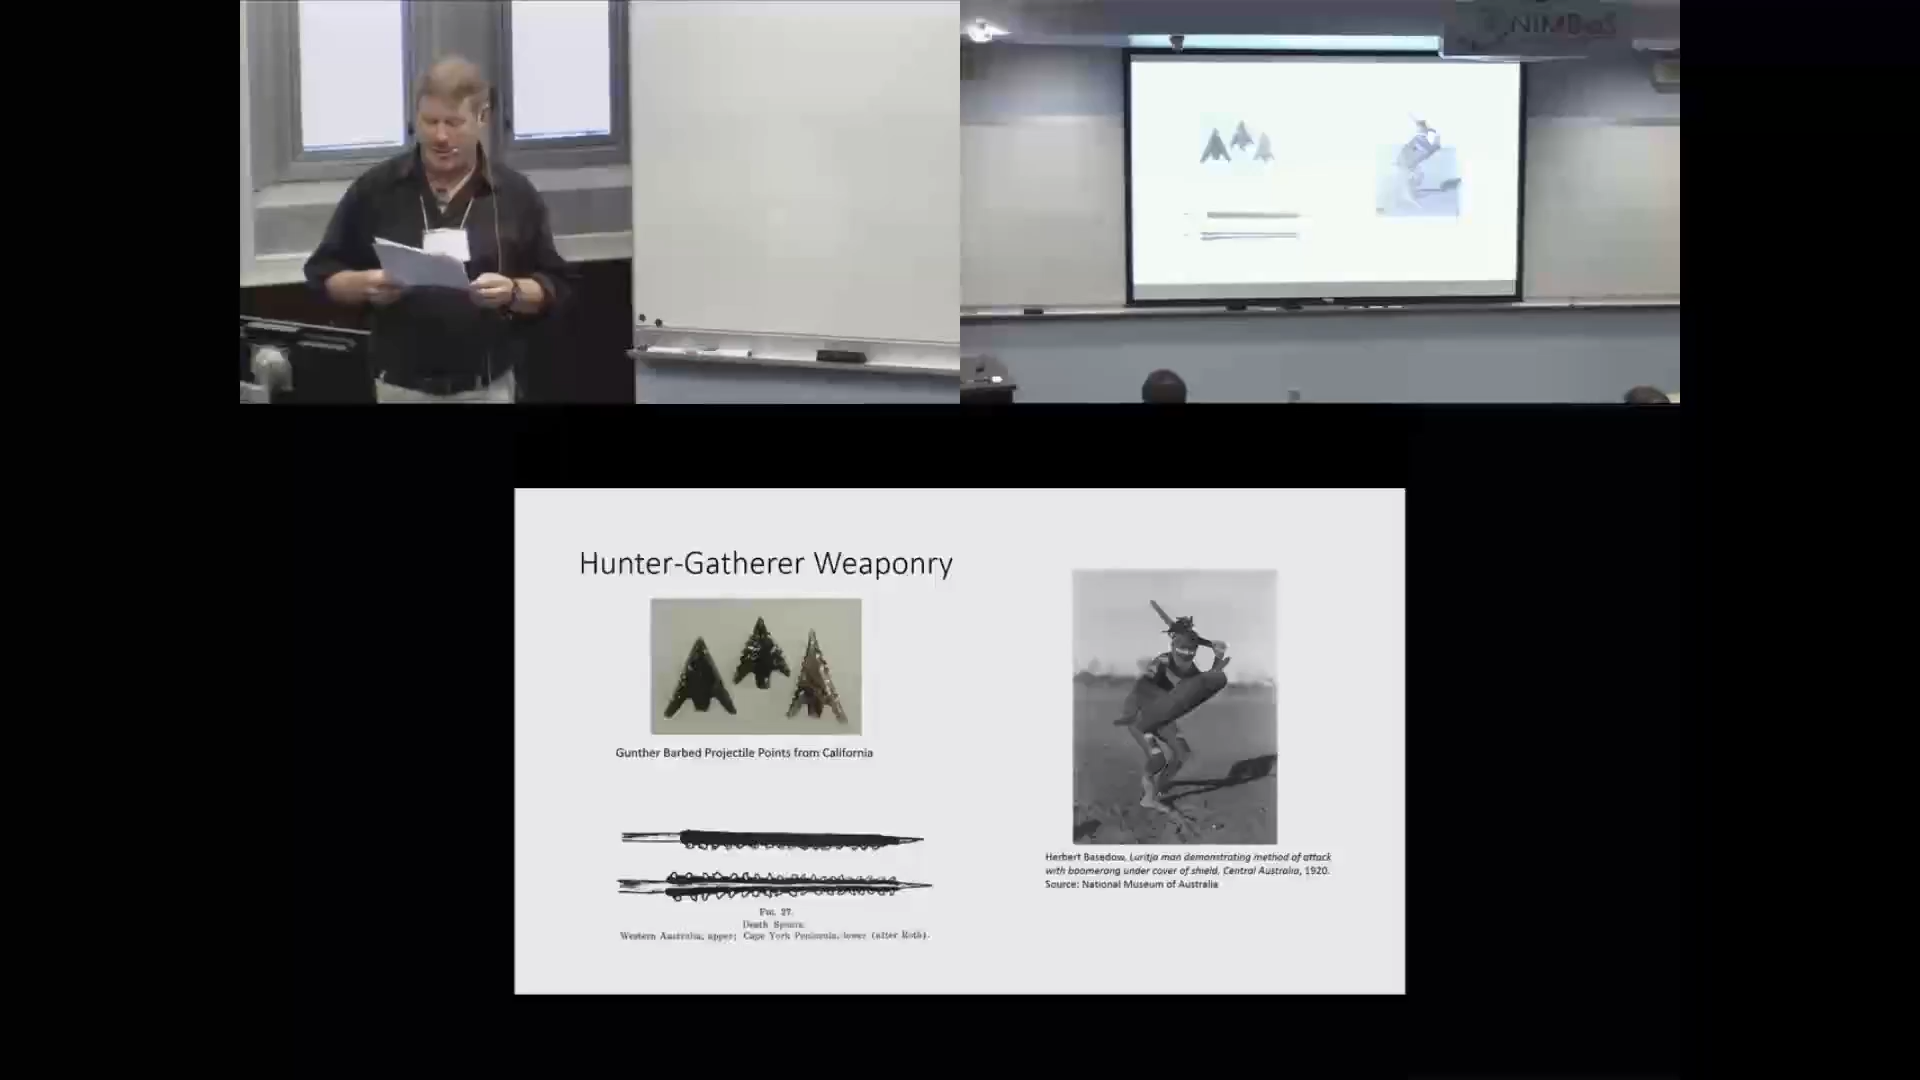 NIMBioS
Hunter-Gatherer Weaponry
Gunther Barbed Projectile Points from California
Fig. 27.
Death Spears.
Western Australia, upper; Cape York Peninsula, lower (after Roth).
Herbert Basedow, Luritja man demonstrating method of attack
with boomerang under cover of shield, Central Australia, 1920.
Source: National Museum of Australia